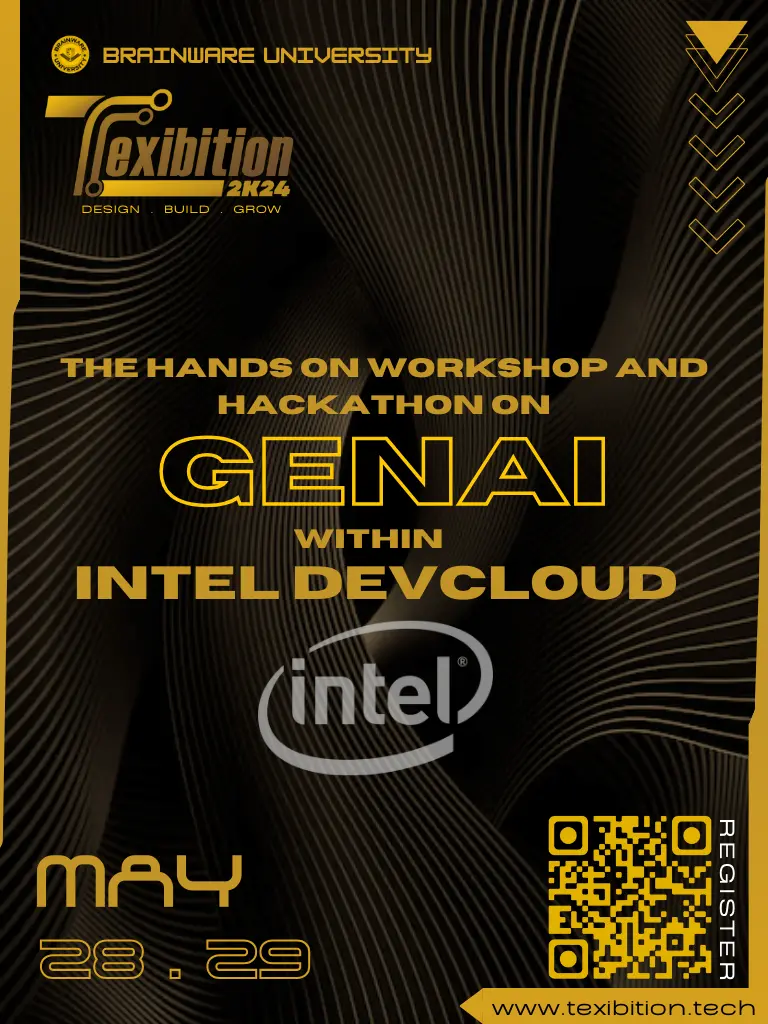 BRAINWARE UNIVERSITY
Texibition
2K24
DESIGN . BUILD . GROW
THE HANDS ON WORKSHOP AND
HACKATHON ON
GENAI
WITHIN
INTEL DEVCLOUD
intel®
MAY
28 . 29
REGISTER
www.texibition.tech